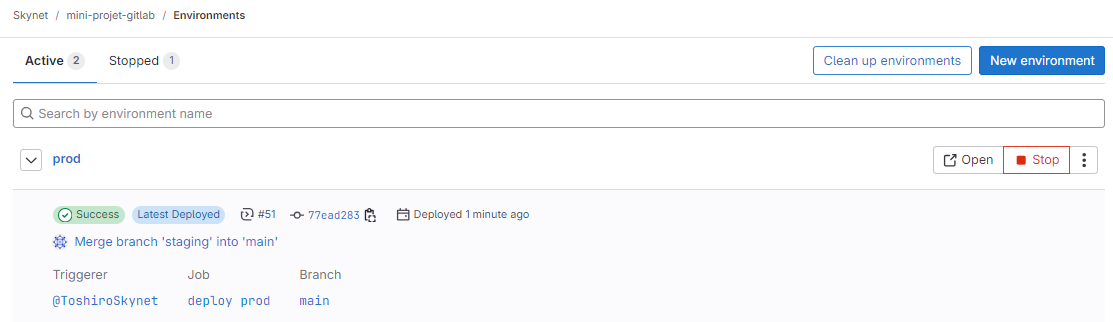 Skynet / mini-projet-gitlab / Environments
Active 2 Stopped 1 Clean up environments New environment
Search by environment name
prod Open Stop
Success Latest Deployed #51 77ead283 Deployed 1 minute ago
Merge branch 'staging' into 'main'
Triggerer Job Branch
@ToshiroSkynet deploy prod main